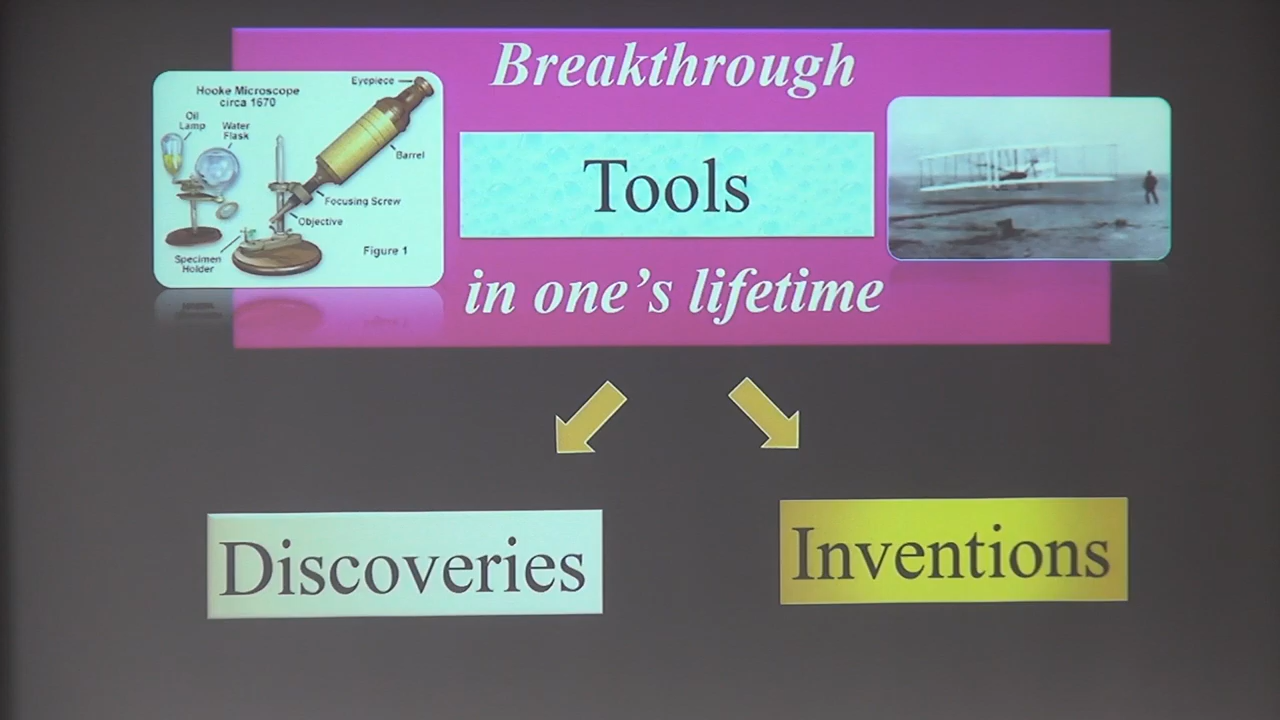 Breakthrough
Tools
in one's lifetime
Hooke Microscope
circa 1670
Eyepiece
Oil
Lamp
Water
Flask
Barrel
Focusing Screw
Objective
Figure 1
Specimen
Holder
Discoveries
Inventions